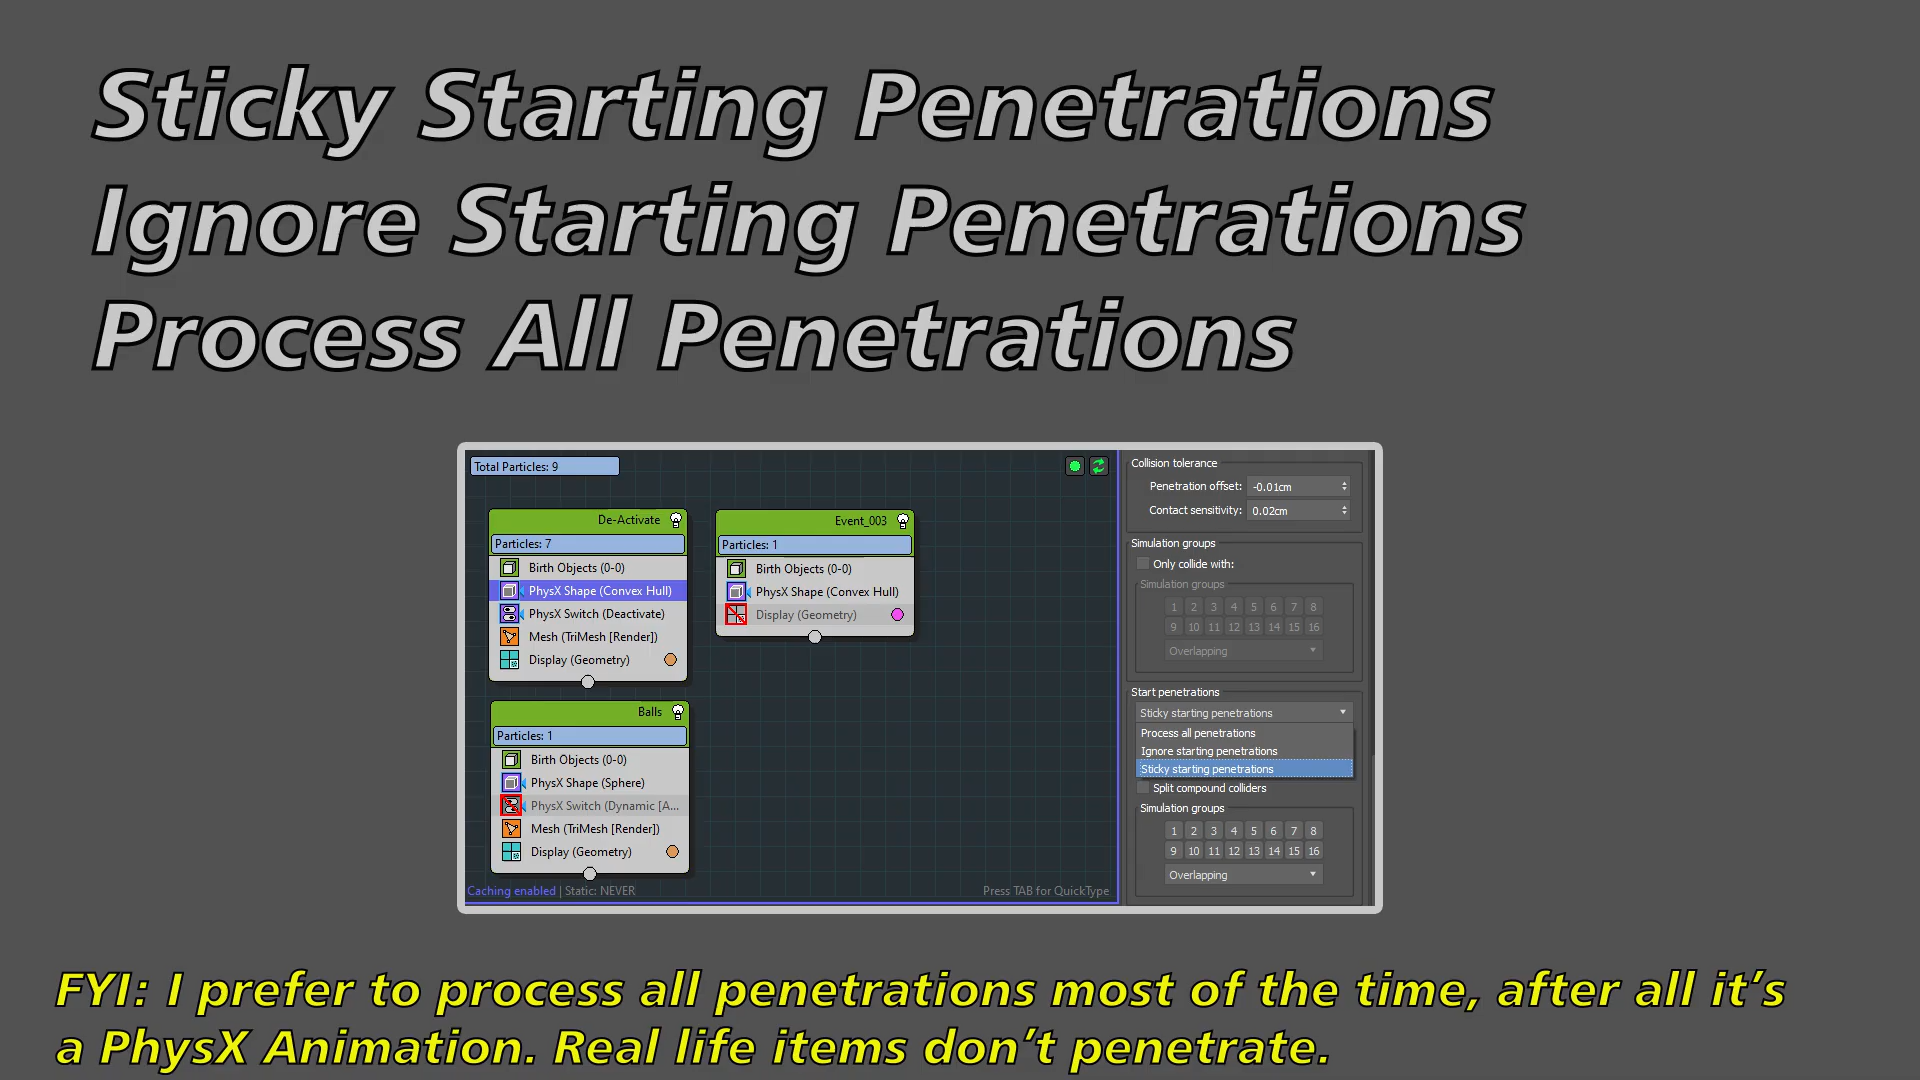 Sticky Starting Penetrations
Ignore Starting Penetrations
Process All Penetrations
Total Particles: 9
De-Activate
Particles: 7
Birth Objects (0-0)
PhysX Shape (Convex Hull)
PhysX Switch (Deactivate)
Mesh (TriMesh [Render])
Display (Geometry)
Event_003
Particles: 1
Birth Objects (0-0)
PhysX Shape (Convex Hull)
Display (Geometry)
Balls
Particles: 1
Birth Objects (0-0)
PhysX Shape (Sphere)
PhysX Switch (Dynamic [A...
Mesh (TriMesh [Render])
Display (Geometry)
Caching enabled | Static: NEVER
Press TAB for QuickType
Collision tolerance
Penetration offset: -0.01cm
Contact sensitivity: 0.02cm
Simulation groups
Only collide with:
Simulation groups
1 2 3 4 5 6 7 8
9 10 11 12 13 14 15 16
Overlapping
Start penetrations
Sticky starting penetrations
Process all penetrations
Ignore starting penetrations
Sticky starting penetrations
Split compound colliders
Simulation groups
1 2 3 4 5 6 7 8
9 10 11 12 13 14 15 16
Overlapping
FYI: I prefer to process all penetrations most of the time, after all it’s
a PhysX Animation. Real life items don’t penetrate.